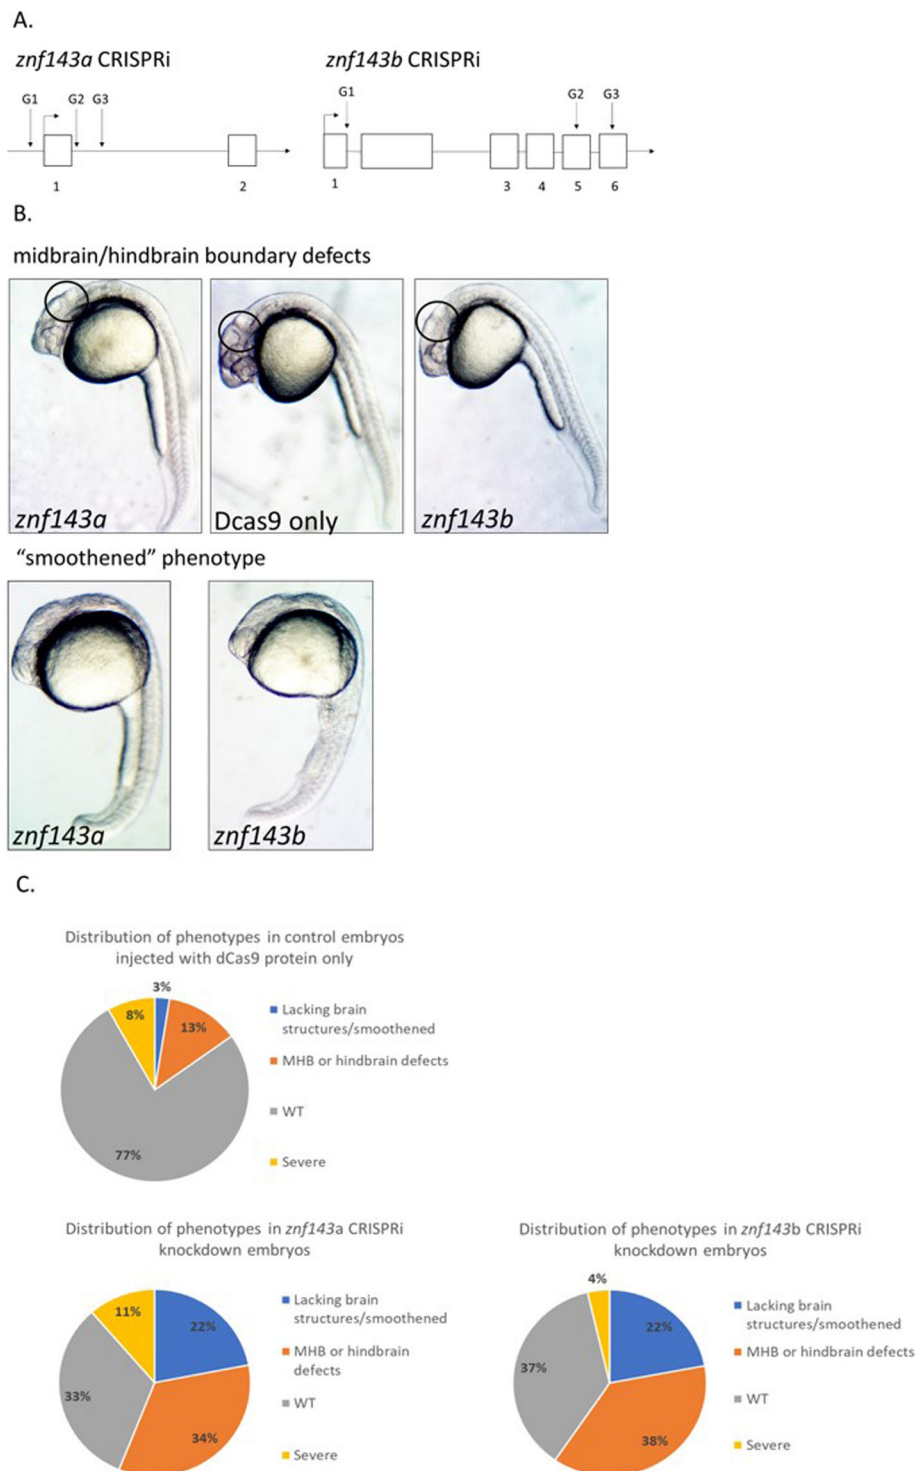 A.
znf143a CRISPRi
znf143b CRISPRi
G1
G2
G3
G1
G2
G3
1
2
1
3
4
5
6
B.
midbrain/hindbrain boundary defects
znf143a
Dcas9 only
znf143b
“smoothened” phenotype
znf143a
znf143b
C.
Distribution of phenotypes in control embryos
injected with dCas9 protein only
3%
8%
13%
77%
Lacking brain
structures/smoothened
MHB or hindbrain defects
WT
Severe
Distribution of phenotypes in znf143a CRISPRi
knockdown embryos
11%
22%
33%
34%
Lacking brain
structures/smoothened
MHB or hindbrain
defects
WT
Severe
Distribution of phenotypes in znf143b CRISPRi
knockdown embryos
4%
22%
37%
38%
Lacking brain
structures/smoothened
MHB or hindbrain defects
WT
Severe